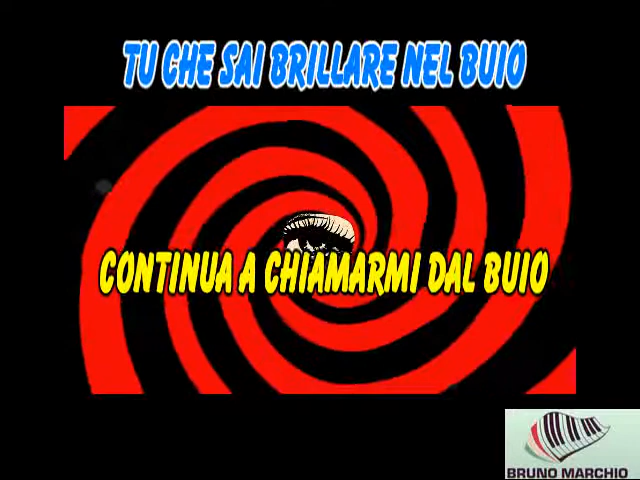 TU CHE SAI BRILLARE NEL BUIO
CONTINUA A CHIAMARMI DAL BUIO
BRUNO MARCHIO